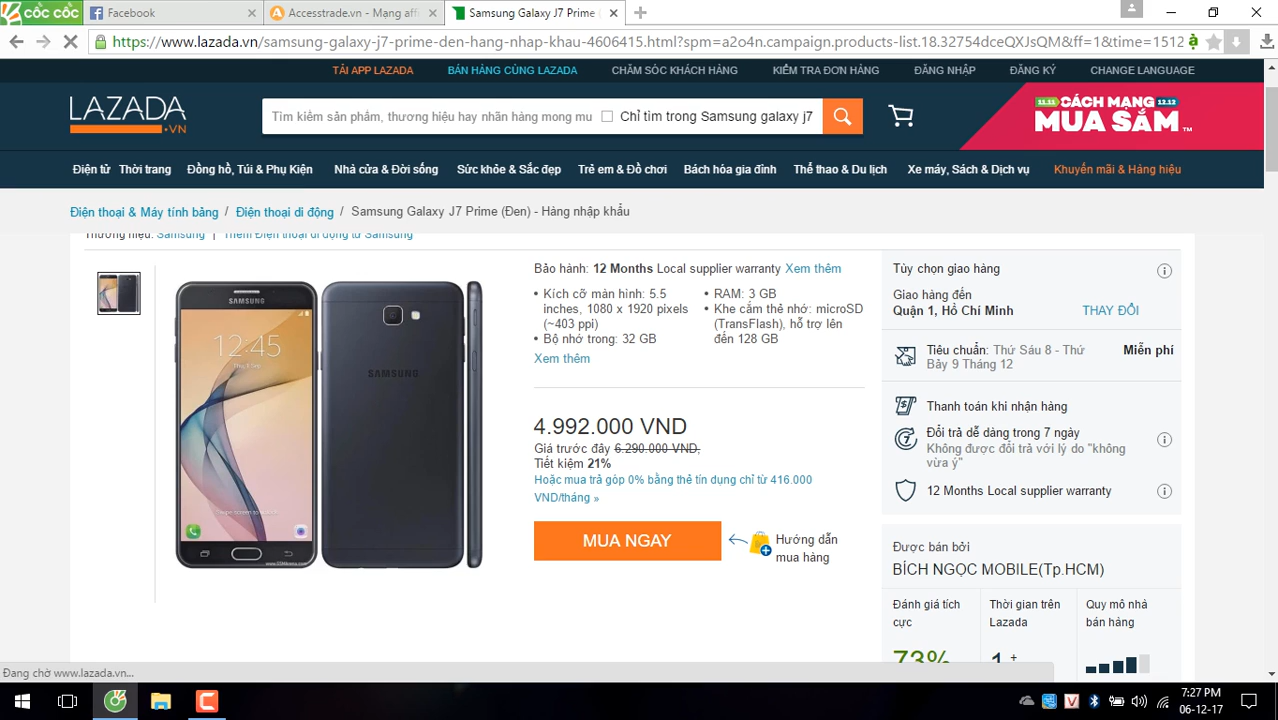 CỐC CỐC
Facebook
Accesstrade.vn - Mạng aff
Samsung Galaxy J7 Prime
https://www.lazada.vn/samsung-galaxy-j7-prime-den-hang-nhap-khau-4606415.html?spm=a2o4n.campaign.products-list.18.32754dceQXJsQM&ff=1&time=1512
TẢI APP LAZADA
BÁN HÀNG CÙNG LAZADA
CHĂM SÓC KHÁCH HÀNG
KIỂM TRA ĐƠN HÀNG
ĐĂNG NHẬP
ĐĂNG KÝ
CHANGE LANGUAGE
LAZADA
.VN
Tìm kiếm sản phẩm, thương hiệu hay nhãn hàng mong mu
Chỉ tìm trong Samsung galaxy j7
11.11 CÁCH MẠNG 12.12
MUA SẮM TM
Điện tử
Thời trang
Đồng hồ, Túi & Phụ Kiện
Nhà cửa & Đời sống
Sức khỏe & Sắc đẹp
Trẻ em & Đồ chơi
Bách hóa gia đình
Thể thao & Du lịch
Xe máy, Sách & Dịch vụ
Khuyến mãi & Hàng hiệu
Điện thoại & Máy tính bảng / Điện thoại di động / Samsung Galaxy J7 Prime (Đen) - Hàng nhập khẩu
Thương hiệu: Samsung | Thêm Điện thoại di động từ Samsung
SAMSUNG
12:45
SAMSUNG
Bảo hành: 12 Months Local supplier warranty Xem thêm
• Kích cỡ màn hình: 5.5
inches, 1080 x 1920 pixels
(~403 ppi)
• Bộ nhớ trong: 32 GB
• RAM: 3 GB
• Khe cắm thẻ nhớ: microSD
(TransFlash), hỗ trợ lên
đến 128 GB
Xem thêm
4.992.000 VND
Giá trước đây 6.290.000 VND,
Tiết kiệm 21%
Hoặc mua trả góp 0% bằng thẻ tín dụng chỉ từ 416.000
VND/tháng »
MUA NGAY
Hướng dẫn
mua hàng
Tùy chọn giao hàng
Giao hàng đến
Quận 1, Hồ Chí Minh
THAY ĐỔI
Tiêu chuẩn: Thứ Sáu 8 - Thứ
Bảy 9 Tháng 12
Miễn phí
Thanh toán khi nhận hàng
Đổi trả dễ dàng trong 7 ngày
Không được đổi trả với lý do "không
vừa ý"
12 Months Local supplier warranty
Được bán bởi
BÍCH NGỌC MOBILE(Tp.HCM)
Đánh giá tích
cực
73%
Thời gian trên
Lazada
1 +
Quy mô nhà
bán hàng
Đang chờ www.lazada.vn...
7:27 PM
06-12-17